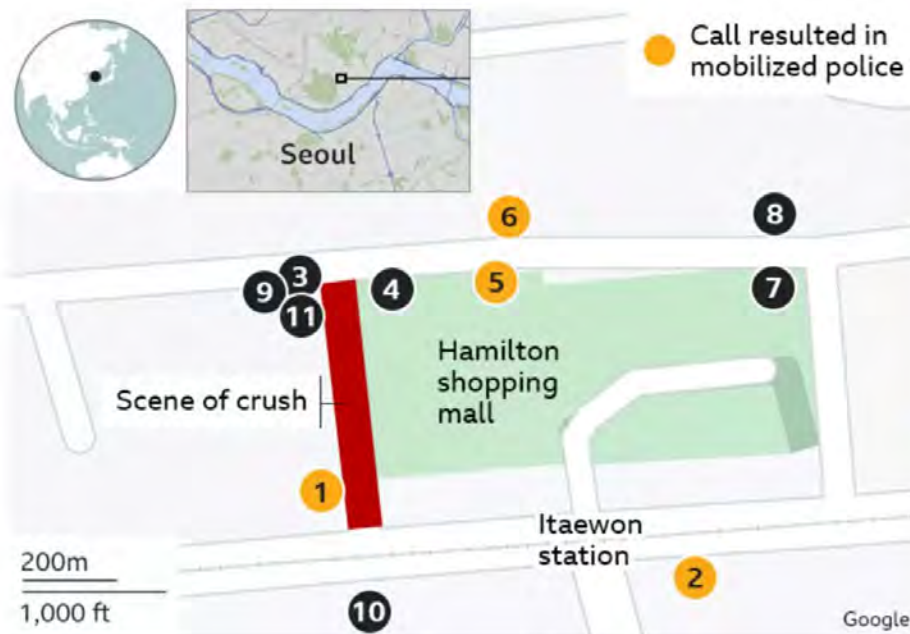 Call resulted in
mobilized police
Seoul
6
8
9
3
11
4
5
7
Hamilton
shopping
mall
Scene of crush
1
Itaewon
station
2
200m
1,000 ft
10
Google